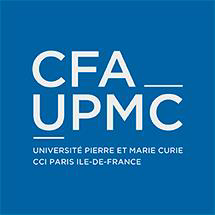 CFA
UPMC
UNIVERSITÉ PIERRE ET MARIE CURIE
CCI PARIS ILE-DE-FRANCE